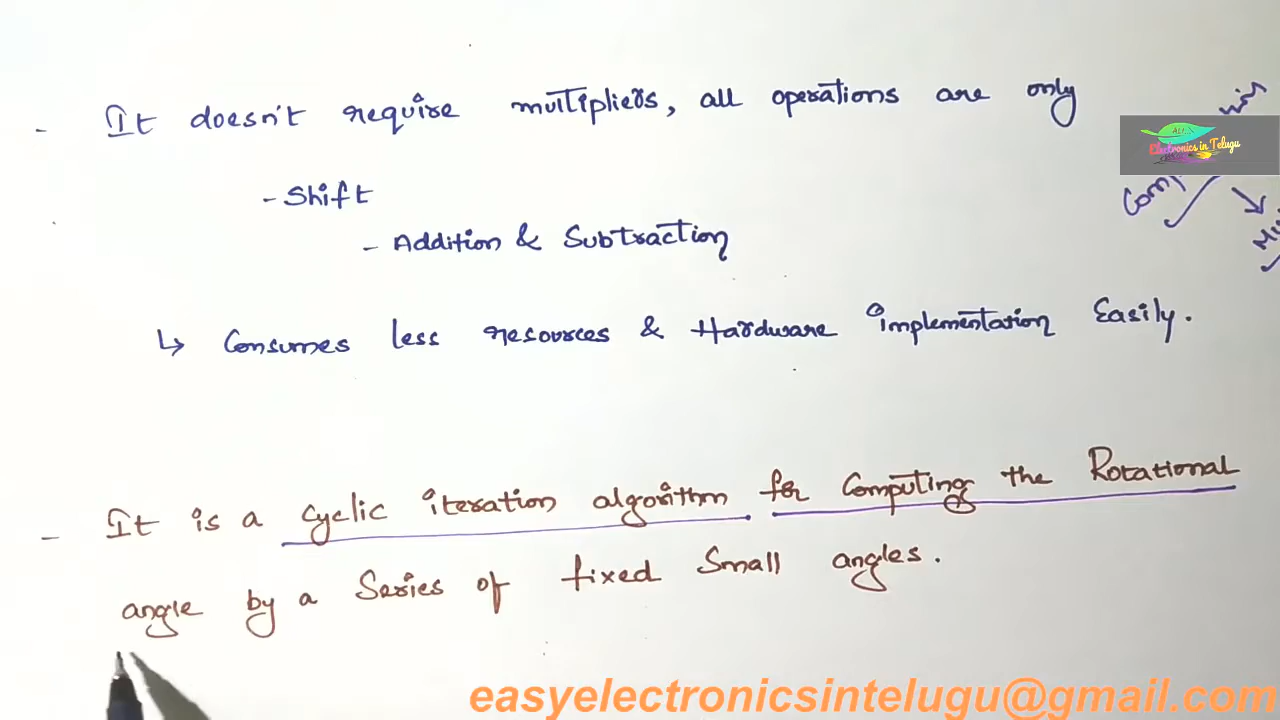 - It doesn't require multipliers, all operations are only
- Shift
- Addition & Subtraction
↳ Consumes less resources & Hardware implementation Easily.
- It is a cyclic iteration algorithm for Computing the Rotational
angle by a Series of fixed Small angles.
Electronics in Telugu
easyelectronicsintelugu@gmail.com